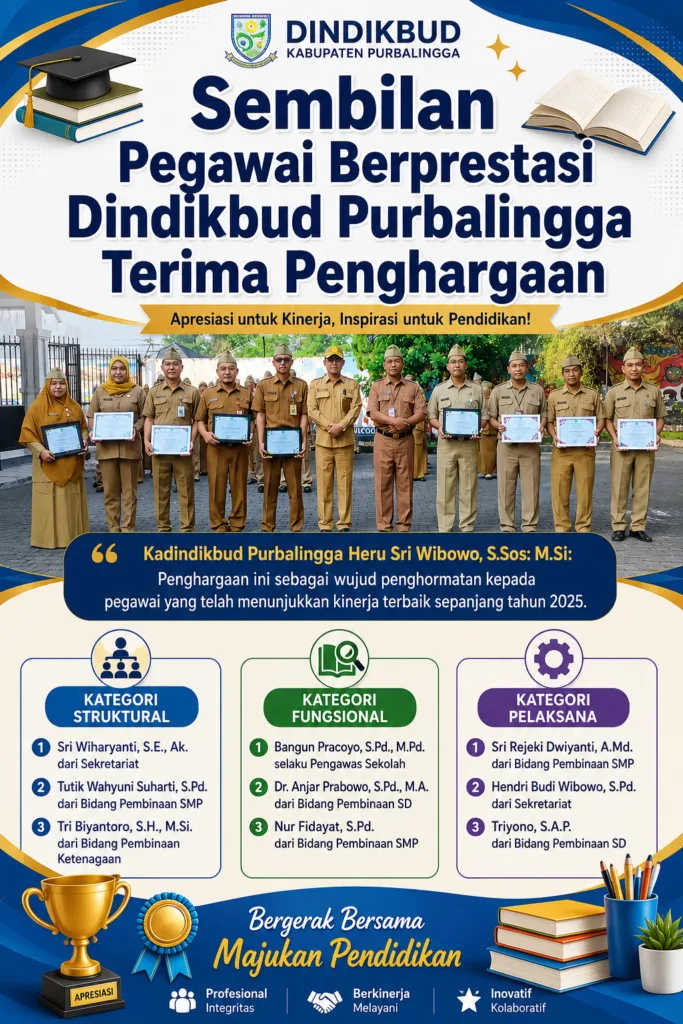 DINDIKBUD
KABUPATEN PURBALINGGA
Sembilan
Pegawai Berprestasi
Dindikbud Purbalingga
Terima Penghargaan
Apresiasi untuk Kinerja, Inspirasi untuk Pendidikan!
“ Kadindikbud Purbalingga Heru Sri Wibowo, S.Sos: M.Si:
Penghargaan ini sebagai wujud penghormatan kepada
pegawai yang telah menunjukkan kinerja terbaik sepanjang tahun 2025.
KATEGORI
STRUKTURAL
1 Sri Wiharyanti, S.E., Ak.
dari Sekretariat
2 Tutik Wahyuni Suharti, S.Pd.
dari Bidang Pembinaan SMP
3 Tri Biyantoro, S.H., M.Si.
dari Bidang Pembinaan
Ketenagaan
KATEGORI
FUNGSIONAL
1 Bangun Pracoyo, S.Pd., M.Pd.
selaku Pengawas Sekolah
2 Dr. Anjar Prabowo, S.Pd., M.A.
dari Bidang Pembinaan SD
3 Nur Fidayat, S.Pd.
dari Bidang Pembinaan SMP
KATEGORI
PELAKSANA
1 Sri Rejeki Dwiyanti, A.Md.
dari Bidang Pembinaan SMP
2 Hendri Budi Wibowo, S.Pd.
dari Sekretariat
3 Triyono, S.A.P.
dari Bidang Pembinaan SD
APRESIASI
Bergerak Bersama
Majukan Pendidikan
Profesional
Integritas
Berkinerja
Melayani
Inovatif
Kolaboratif